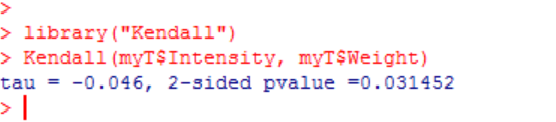 >
> library("Kendall")
> Kendall(myT$Intensity, myT$Weight)
tau = -0.046, 2-sided pvalue =0.031452
>